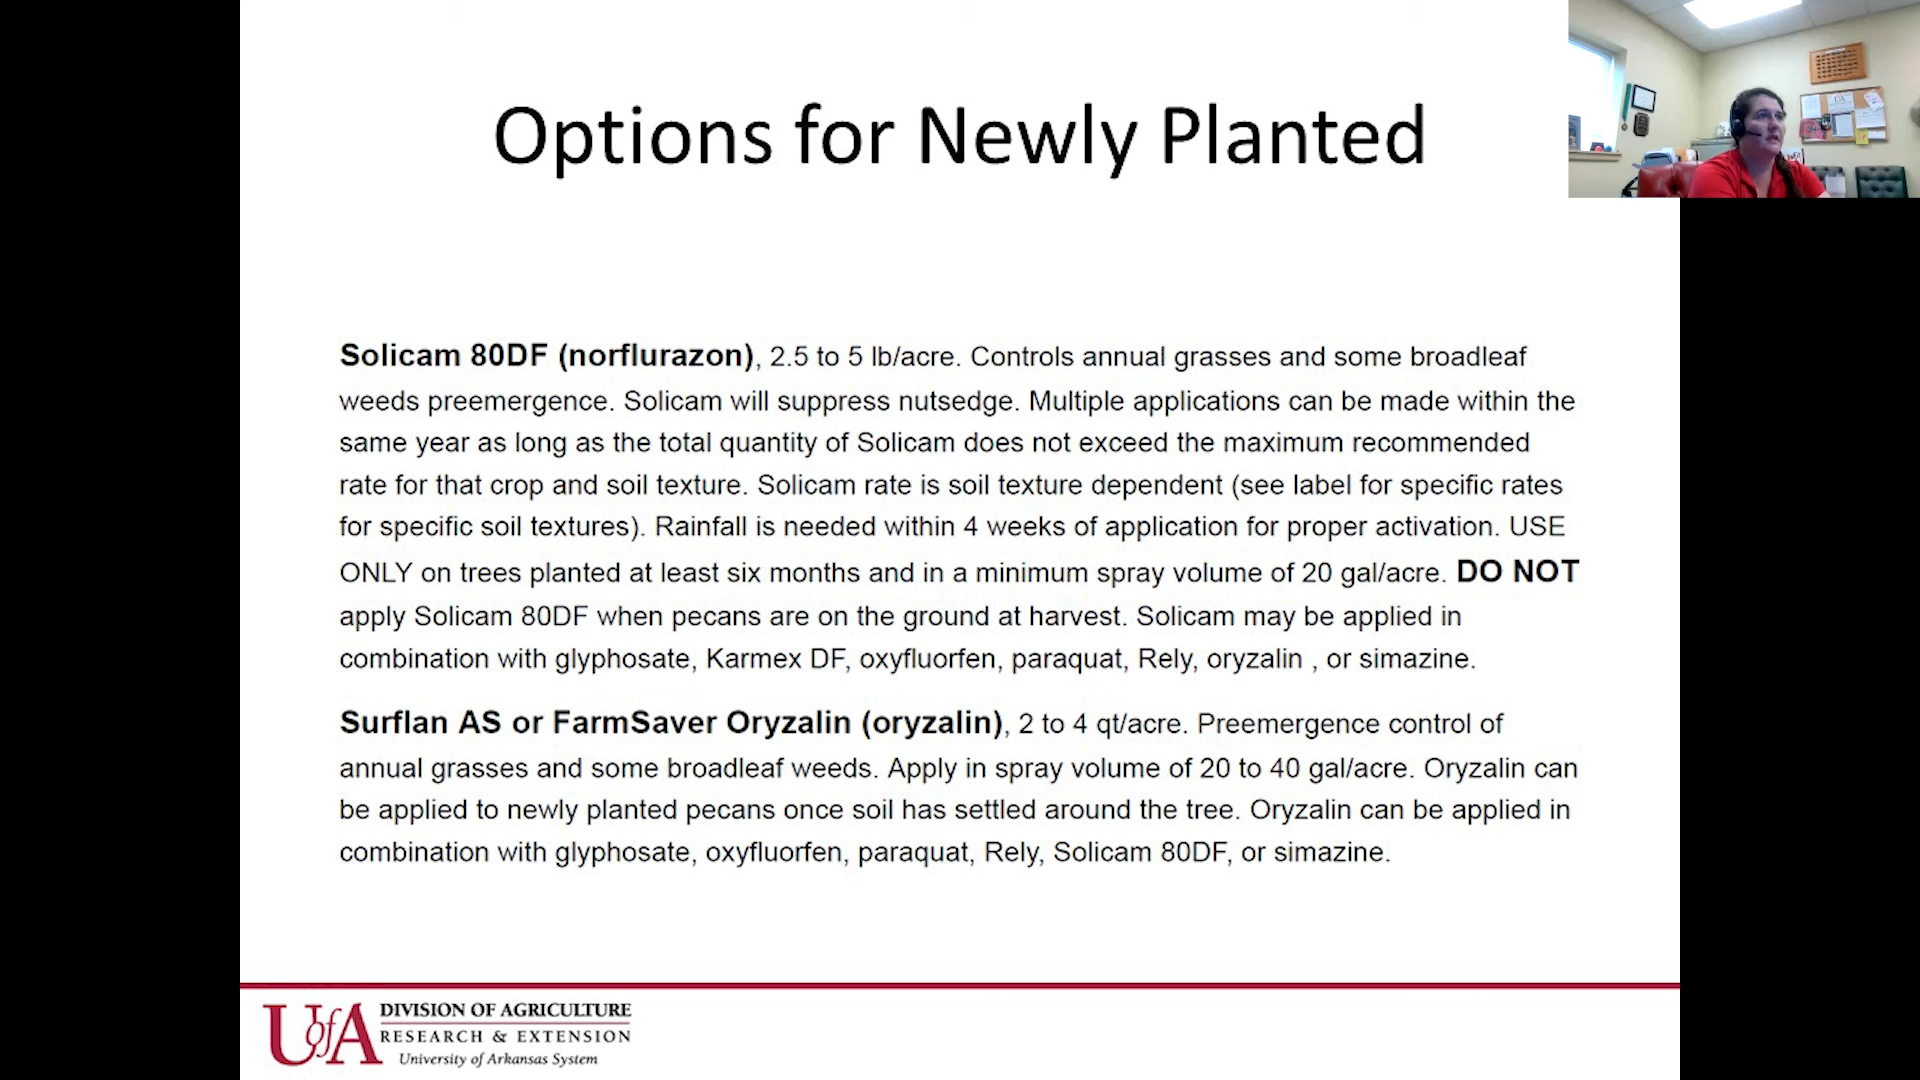 Options for Newly Planted
Solicam 80DF (norflurazon), 2.5 to 5 lb/acre. Controls annual grasses and some broadleaf
weeds preemergence. Solicam will suppress nutsedge. Multiple applications can be made within the
same year as long as the total quantity of Solicam does not exceed the maximum recommended
rate for that crop and soil texture. Solicam rate is soil texture dependent (see label for specific rates
for specific soil textures). Rainfall is needed within 4 weeks of application for proper activation. USE
ONLY on trees planted at least six months and in a minimum spray volume of 20 gal/acre. DO NOT
apply Solicam 80DF when pecans are on the ground at harvest. Solicam may be applied in
combination with glyphosate, Karmex DF, oxyfluorfen, paraquat, Rely, oryzalin , or simazine.
Surflan AS or FarmSaver Oryzalin (oryzalin), 2 to 4 qt/acre. Preemergence control of
annual grasses and some broadleaf weeds. Apply in spray volume of 20 to 40 gal/acre. Oryzalin can
be applied to newly planted pecans once soil has settled around the tree. Oryzalin can be applied in
combination with glyphosate, oxyfluorfen, paraquat, Rely, Solicam 80DF, or simazine.
UofA
DIVISION OF AGRICULTURE
RESEARCH & EXTENSION
University of Arkansas System